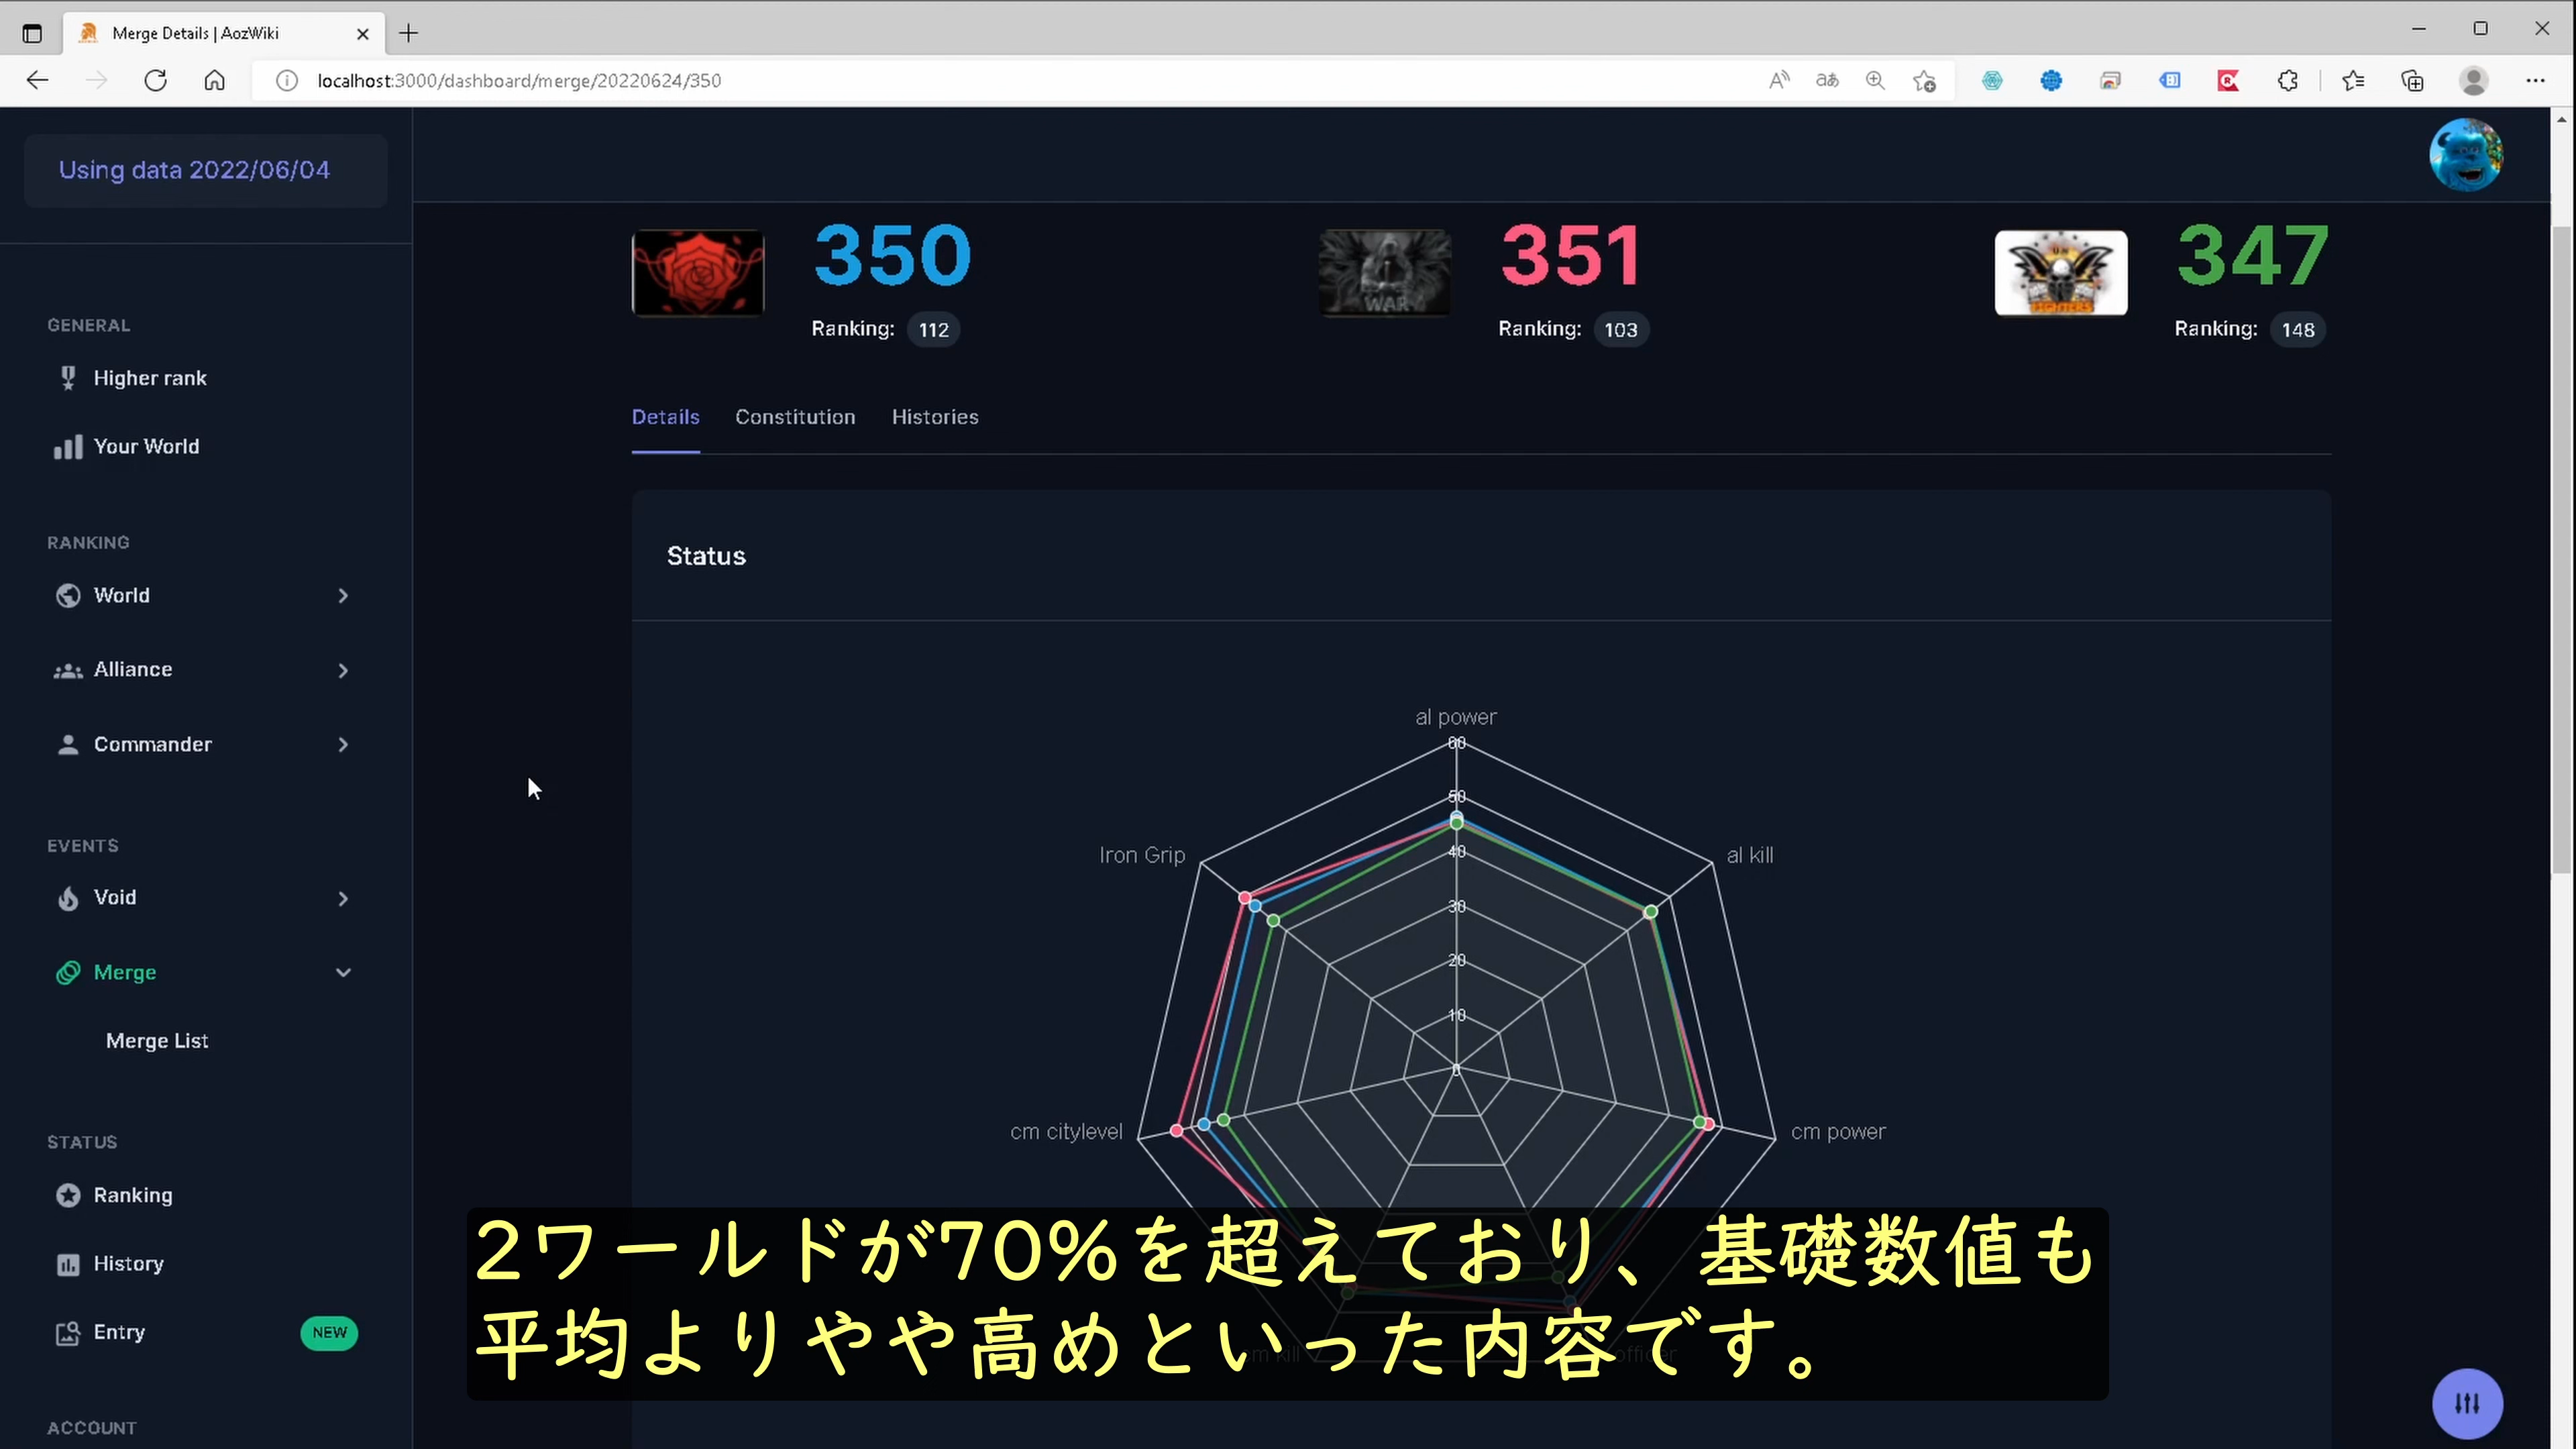 Merge Details | AozWiki
localhost:3000/dashboard/merge/20220624/350
Using data 2022/06/04
GENERAL
Higher rank
Your World
RANKING
World
Alliance
Commander
EVENTS
Void
Merge
Merge List
STATUS
Ranking
History
Entry NEW
ACCOUNT
350
Ranking: 112
WAR
351
Ranking: 103
FIGHTERS
347
Ranking: 148
Details Constitution Histories
Status
al power
60
50
40
30
20
10
0
Iron Grip
al kill
cm citylevel
cm power
cm kill
officer
2ワールドが70%を超えており、基礎数値も
平均よりやや高めといった内容です。